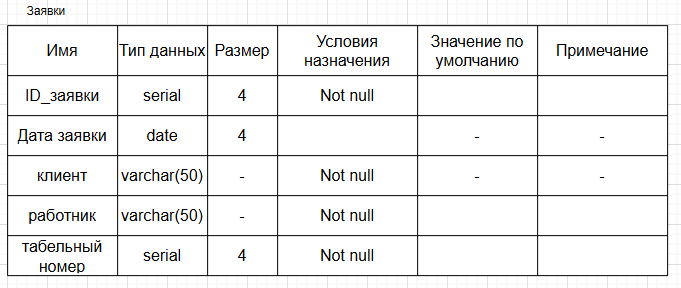 Заявки
Имя Тип данных Размер Условия назначения Значение по умолчанию Примечание
ID_заявки serial 4 Not null
Дата заявки date 4 - -
клиент varchar(50) - Not null - -
работник varchar(50) - Not null
табельный номер serial 4 Not null